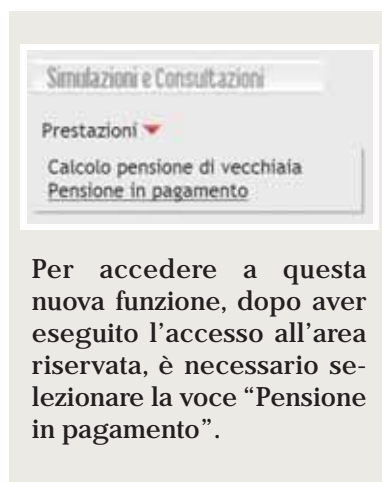 Simulazioni e Consultazioni
Prestazioni
Calcolo pensione di vecchiaia
Pensione in pagamento
Per accedere a questa
nuova funzione, dopo aver
eseguito l’accesso all’area
riservata, è necessario se-
lezionare la voce “Pensione
in pagamento”.